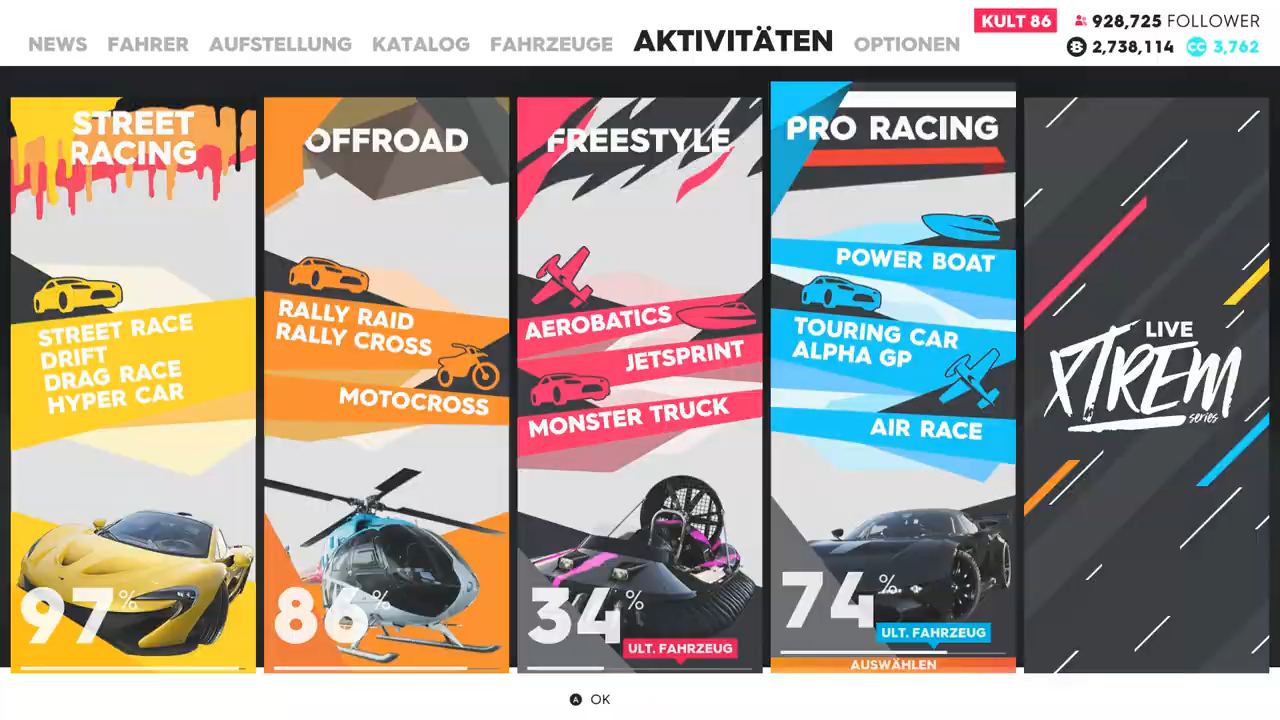 NEWS FAHRER AUFSTELLUNG KATALOG FAHRZEUGE AKTIVITÄTEN OPTIONEN
KULT 86 928,725 FOLLOWER
2,738,114 CC 3,762
STREET
RACING
STREET RACE
DRIFT
DRAG RACE
HYPER CAR
97%
OFFROAD
RALLY RAID
RALLY CROSS
MOTOCROSS
86%
FREESTYLE
AEROBATICS
JETSPRINT
MONSTER TRUCK
34%
ULT. FAHRZEUG
PRO RACING
POWER BOAT
TOURING CAR
ALPHA GP
AIR RACE
74%
ULT. FAHRZEUG
AUSWÄHLEN
LIVE
XTREM
series
A OK